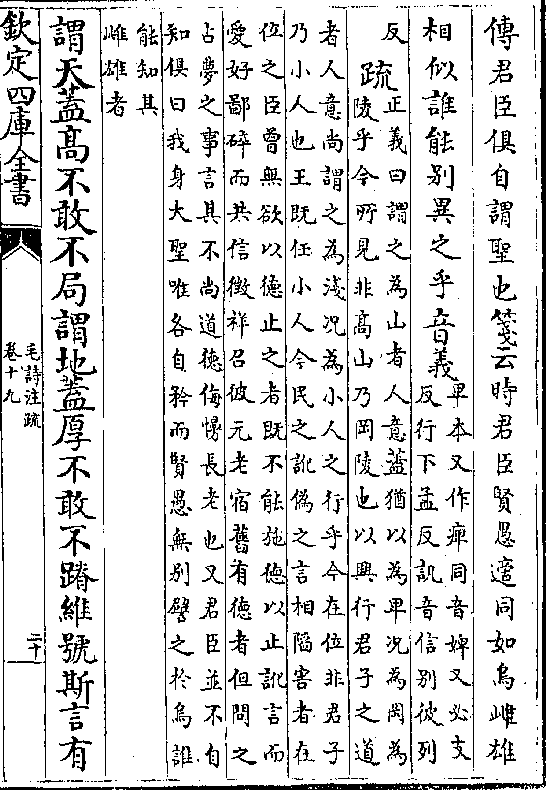 傳君臣俱自謂聖也箋云時君臣賢愚適同如烏雌雄
相似誰能別異之乎音義
卑本又作痺同音婢又必支
反行下孟反訛音信別彼列
反
疏
正義曰謂之為山者人意蓋猶以為卑况為岡為
陵乎今所見非高山乃岡陵也以興行君子之道
者人意尚謂之為淺况為小人之行乎今在位非君子
乃小人也王既任小人今民之訛偽之言相陷害者在
位之臣曾無欲以德止之者既不能施德以止訛言而
愛好鄙碎而共信徵祥召彼元老宿舊有德者但問之
占夢之事言其不尚道德侮慢長老也又君臣並不自
知俱曰我身大聖唯各自矜而賢愚無別譬之於烏誰
能知其
雌雄者
謂天蓋高不敢不局謂地蓋厚不敢不蹐維號斯言有
欽定四庫全書
毛詩注疏
卷十九
二十